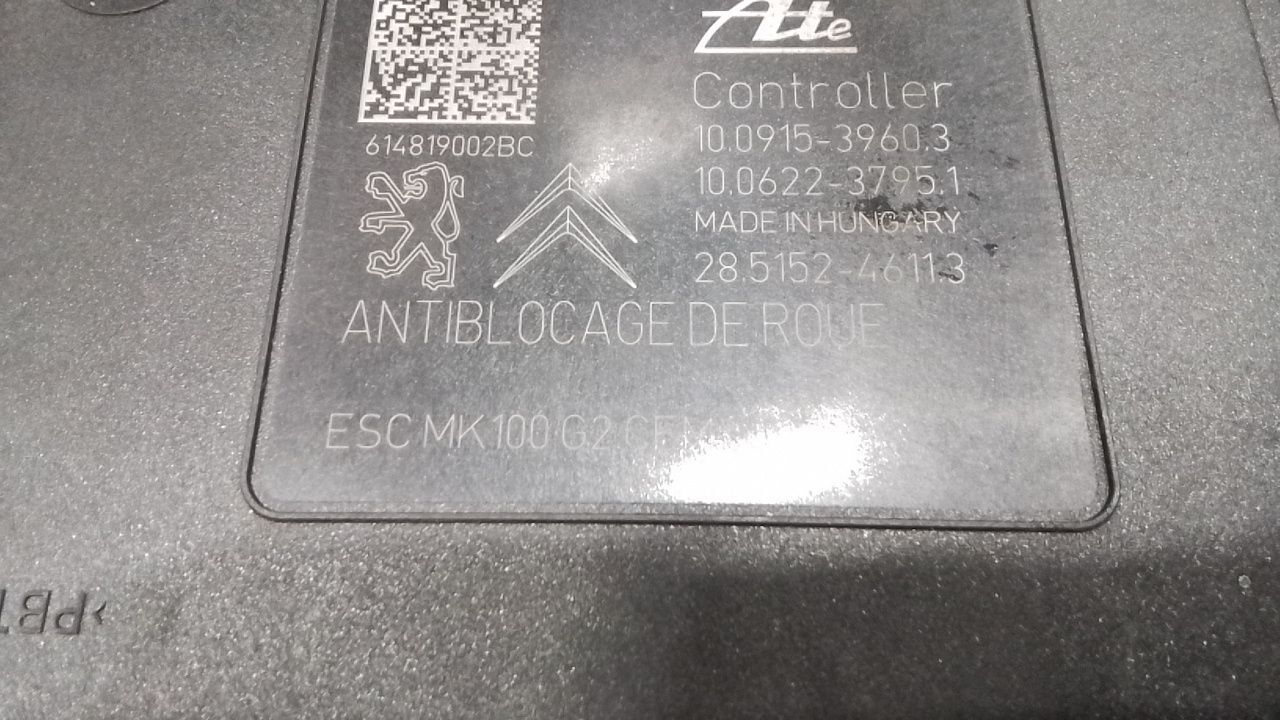 Ate
Controller
614819002BC
10.0915-3960.3
10.0622-3795.1
MADE IN HUNGARY
28.5152-4611.3
ANTIBLOCAGE DE ROUE
ESC MK100 G2